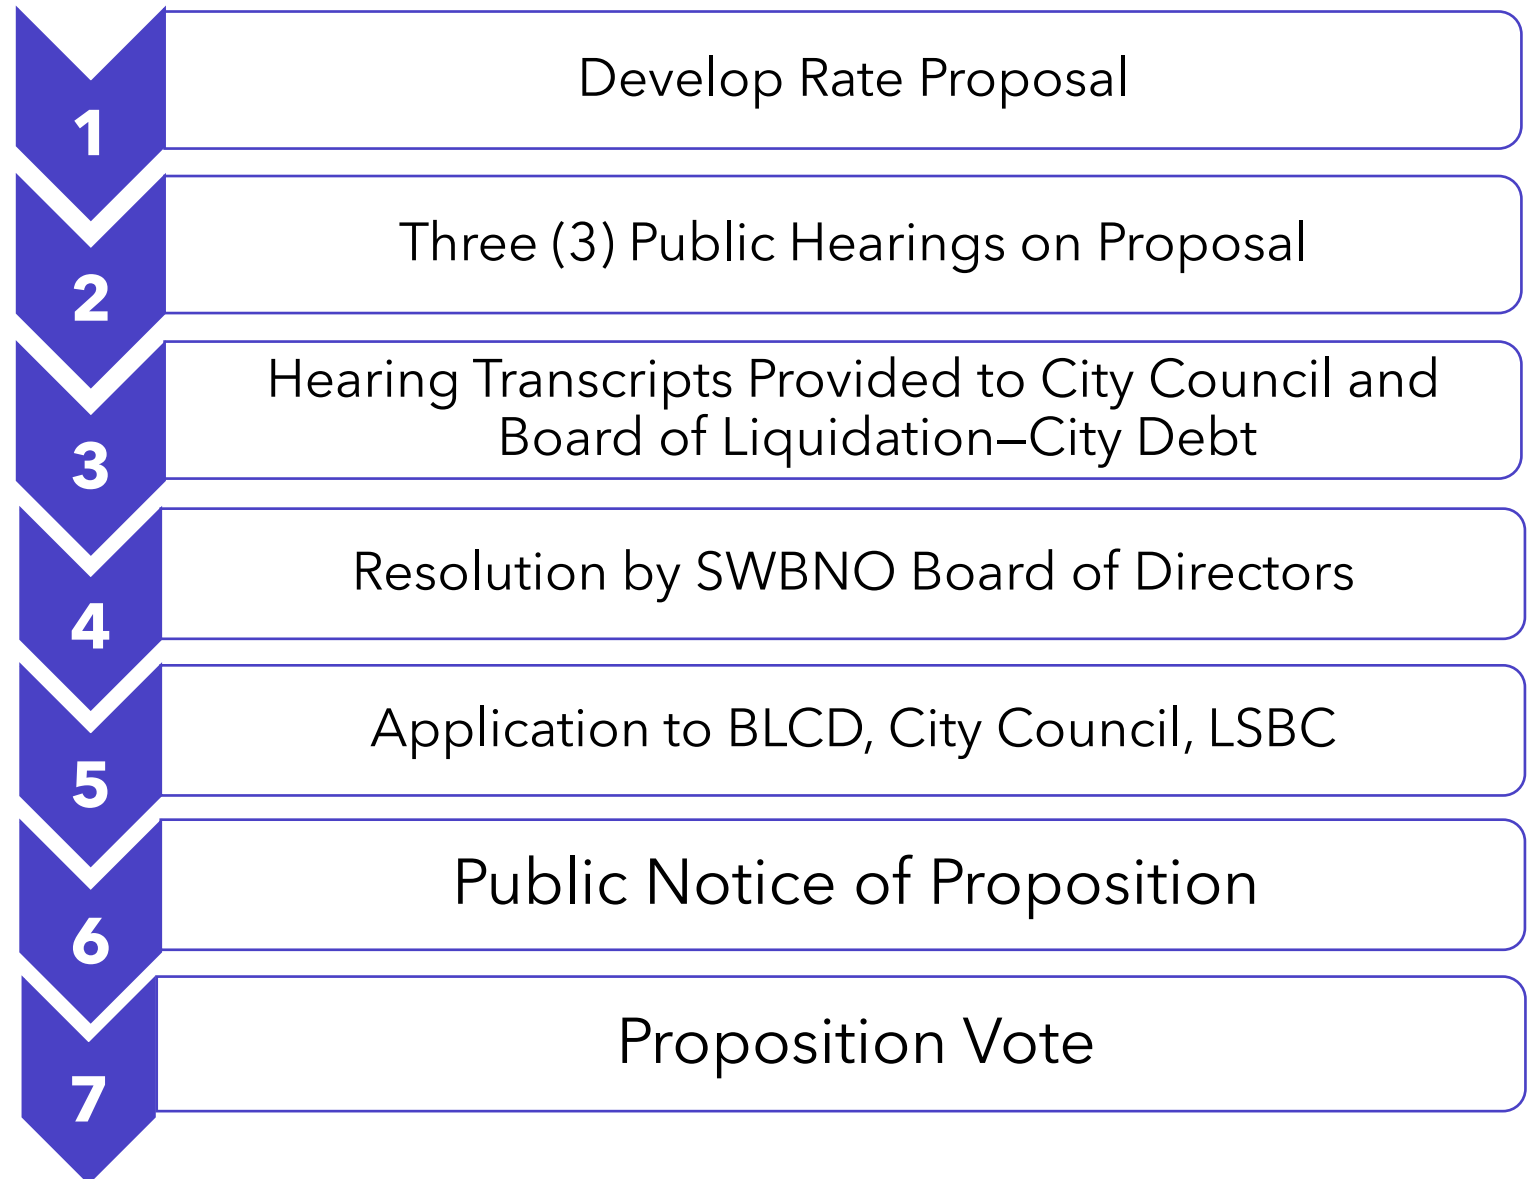 1
Develop Rate Proposal
2
Three (3) Public Hearings on Proposal
3
Hearing Transcripts Provided to City Council and
Board of Liquidation—City Debt
4
Resolution by SWBNO Board of Directors
5
Application to BLCD, City Council, LSBC
6
Public Notice of Proposition
7
Proposition Vote